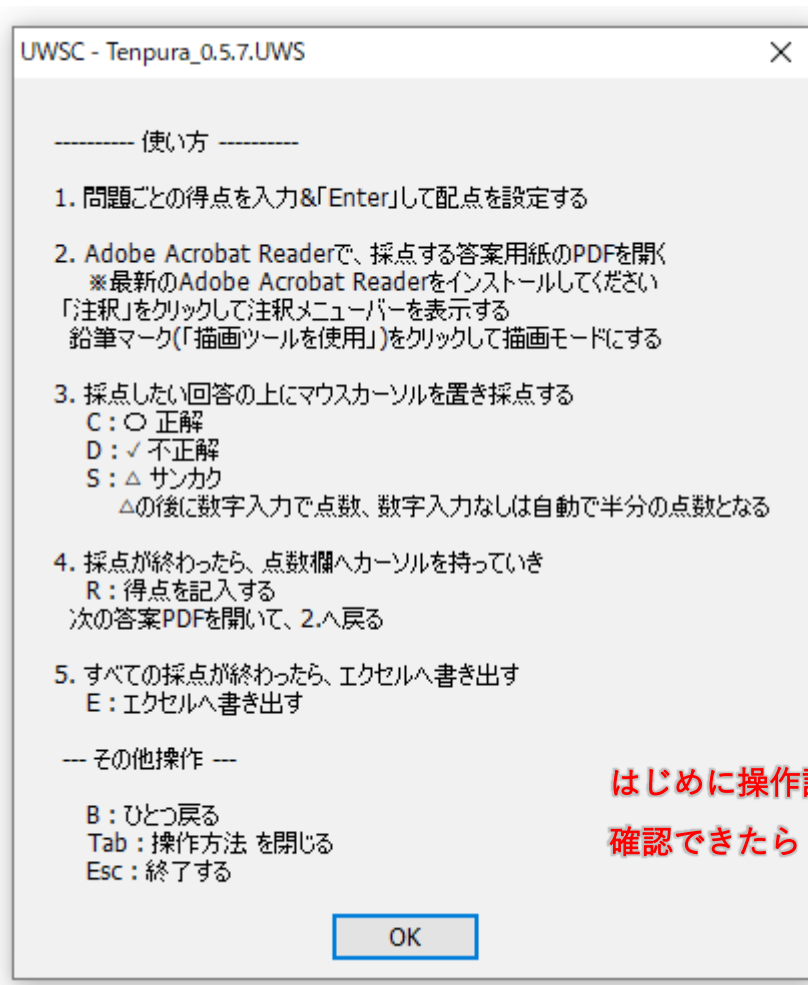 UWSC - Tenpura_0.5.7.UWS
---------- 使い方 ----------
1. 問題ごとの得点を入力&「Enter」して配点を設定する
2. Adobe Acrobat Readerで、採点する答案用紙のPDFを開く
※最新のAdobe Acrobat Readerをインストールしてください
「注釈」をクリックして注釈メニューバーを表示する
鉛筆マーク(「描画ツールを使用」)をクリックして描画モードにする
3. 採点したい回答の上にマウスカーソルを置き採点する
C : ○ 正解
D : ✓ 不正解
S : △ サンカク
△の後に数字入力で点数、数字入力なしは自動で半分の点数となる
4. 採点が終わったら、点数欄へカーソルを持っていき
R : 得点を記入する
次の答案PDFを開いて、2.へ戻る
5. すべての採点が終わったら、エクセルへ書き出す
E : エクセルへ書き出す
--- その他操作 ---
はじめに操作
B : ひとつ戻る
Tab : 操作方法 を閉じる
確認できたら
Esc : 終了する
OK